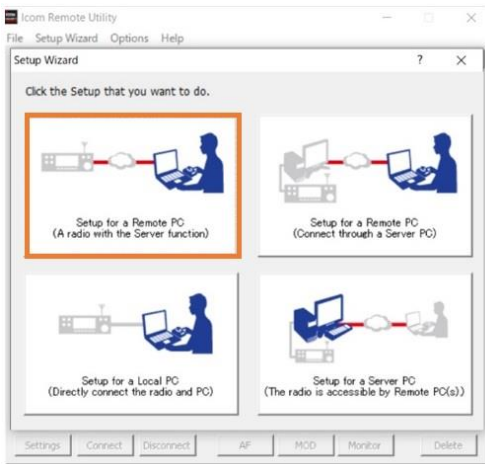 Icom Remote Utility
File Setup Wizard Options Help
Setup Wizard ? X
Click the Setup that you want to do.
Setup for a Remote PC
(A radio with the Server function)
Setup for a Remote PC
(Connect through a Server PC)
Setup for a Local PC
(Directly connect the radio and PC)
Setup for a Server PC
(The radio is accessible by Remote PC(s))
Settings Connect Disconnect AF MOD Monitor Delete